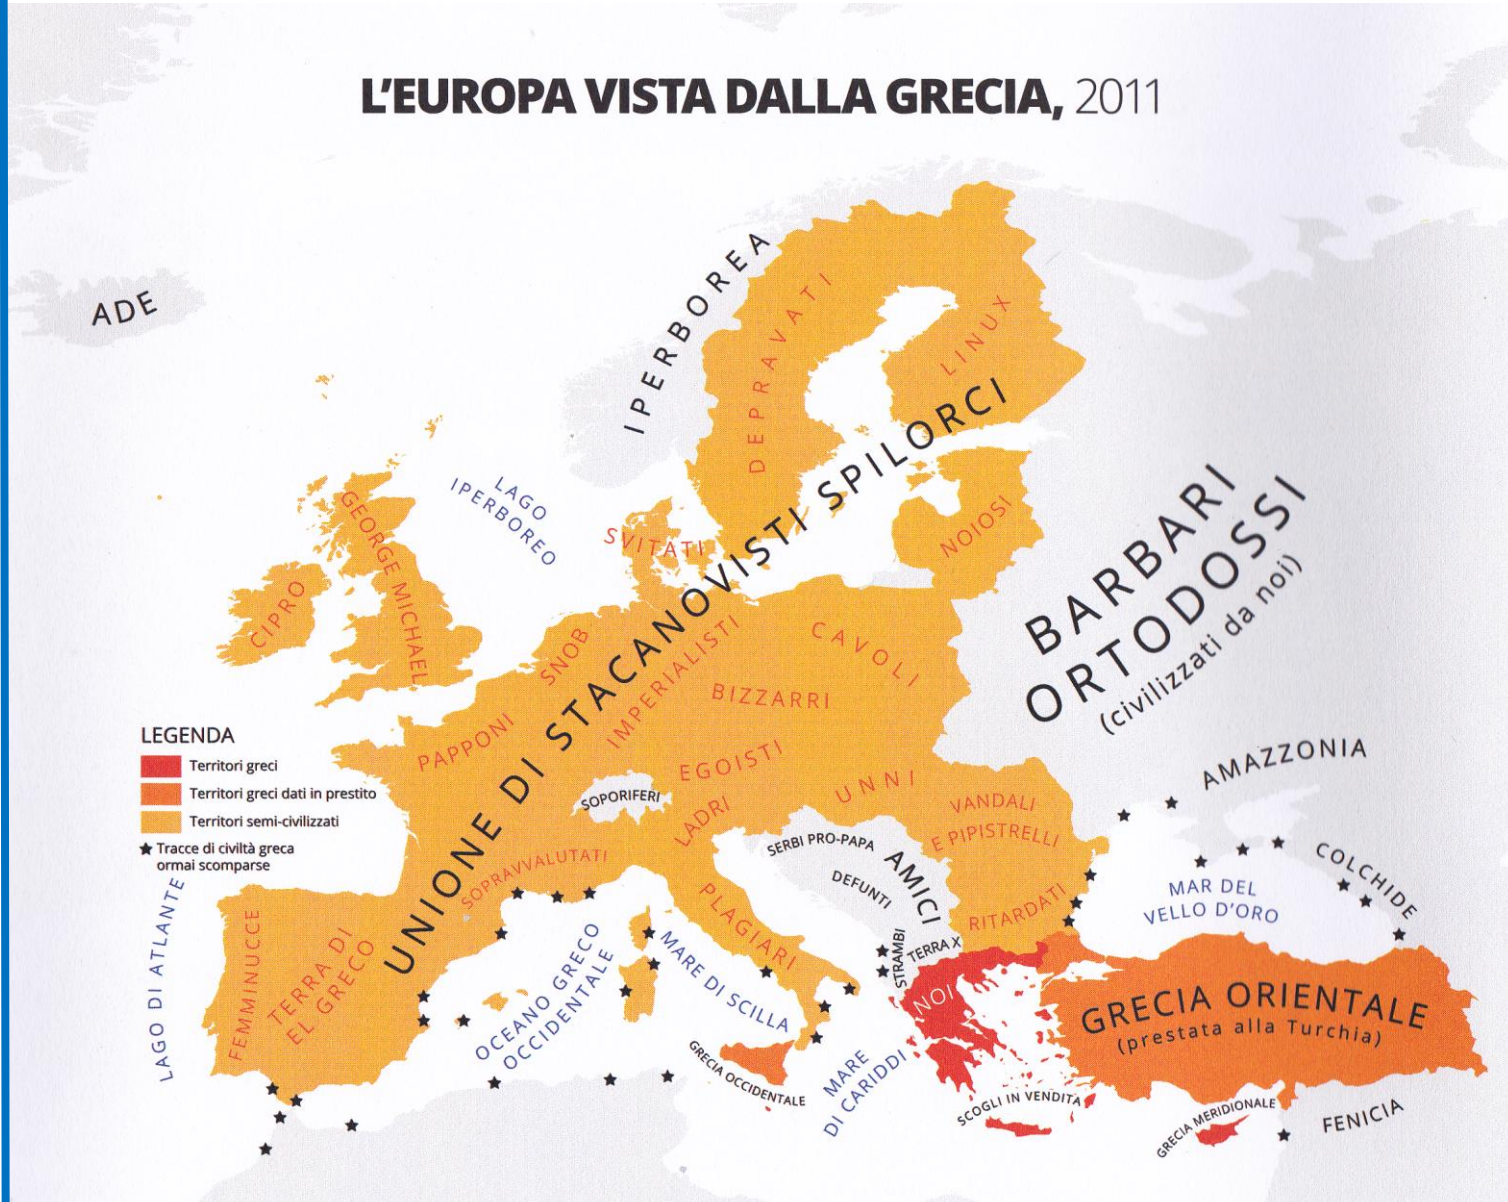 L'EUROPA VISTA DALLA GRECIA, 2011
ADE
IPERBOREA
DEPRAVATI
LINUX
LAGO
IPERBOREO
GEORGE MICHAEL
CIPRO
SVITATI
NOIOSI
UNIONE DI STACANOVISTI SPILORCI
BARBARI
ORTODOSSI
(civilizzati da noi)
SNOB
IMPERIALISTI
CAVOLI
BIZZARRI
PAPPONI
EGOISTI
SOPORIFERI
LADRI
UNNI
VANDALI
E PIPISTRELLI
AMAZZONIA
LEGENDA
Territori greci
Territori greci dati in prestito
Territori semi-civilizzati
Tracce di civiltà greca
ormai scomparse
SOPRAVVALUTATI
SERBI PRO-PAPA
AMICI
DEFUNTI
COLCHIDE
MAR DEL
VELLO D'ORO
RITARDATI
PLAGIARI
STRAMBI
TERRA X
LAGO DI ATLANTE
FEMMINUCCE
TERRA DI
EL GRECO
OCEANO GRECO
OCCIDENTALE
MARE DI SCILLA
NOI
GRECIA ORIENTALE
(prestata alla Turchia)
GRECIA OCCIDENTALE
MARE
DI CARIDDI
SCOGLI IN VENDITA
GRECIA MERIDIONALE
FENICIA